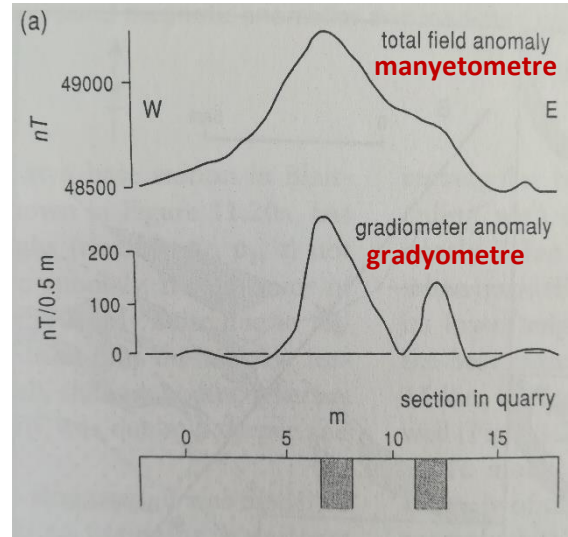 (a)
total field anomaly
manyetometre
49000
W
E
nT
48500
gradiometer anomaly
gradyometre
200
100
0
nT/0.5 m
section in quarry
m
0 5 10 15